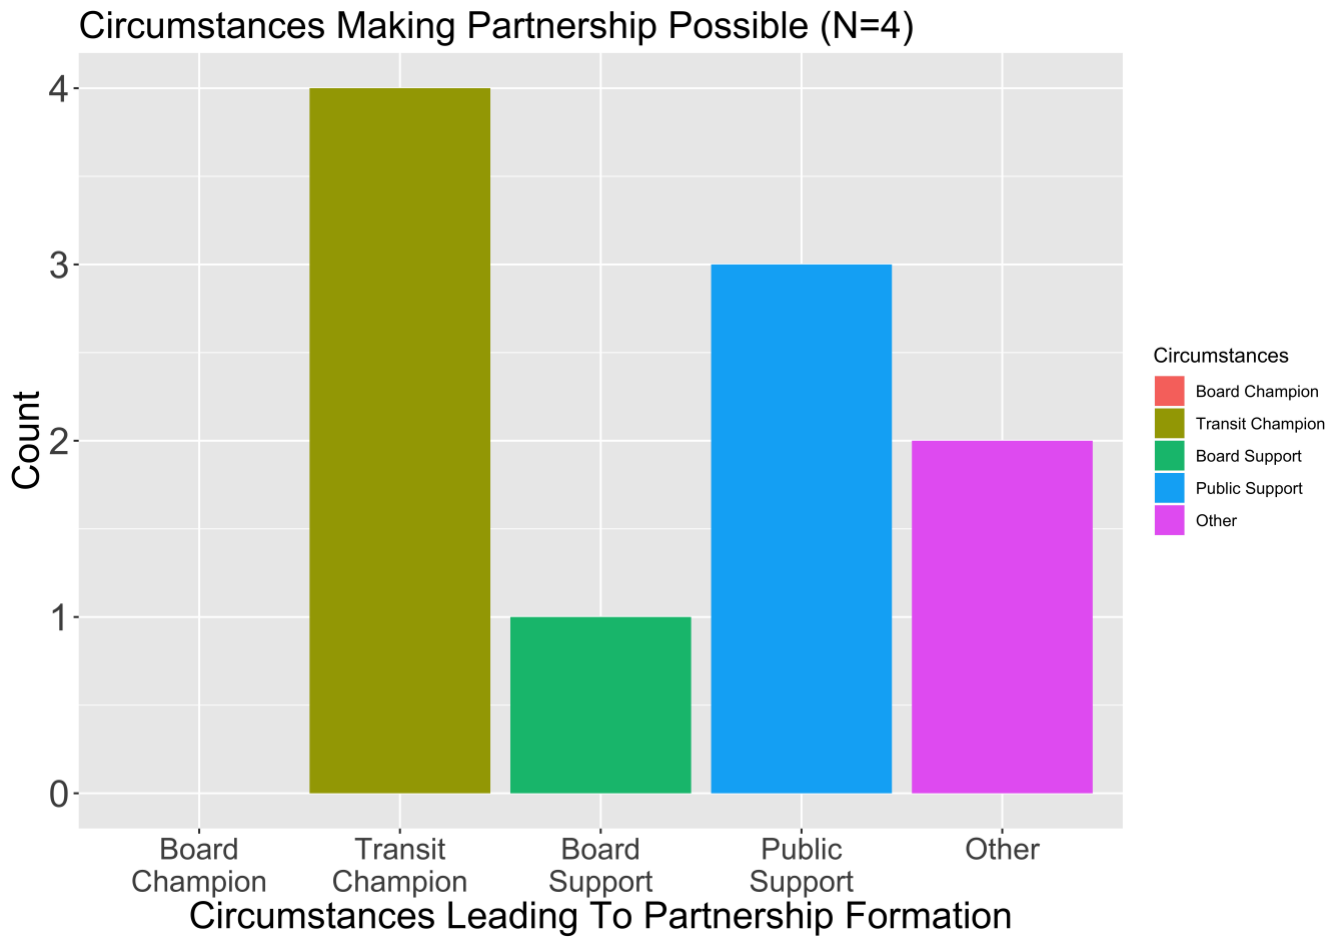 Circumstances Making Partnership Possible (N=4)
Count
4
3
2
1
0
Board Champion
Transit Champion
Board Support
Public Support
Other
Circumstances Leading To Partnership Formation
Circumstances
Board Champion
Transit Champion
Board Support
Public Support
Other